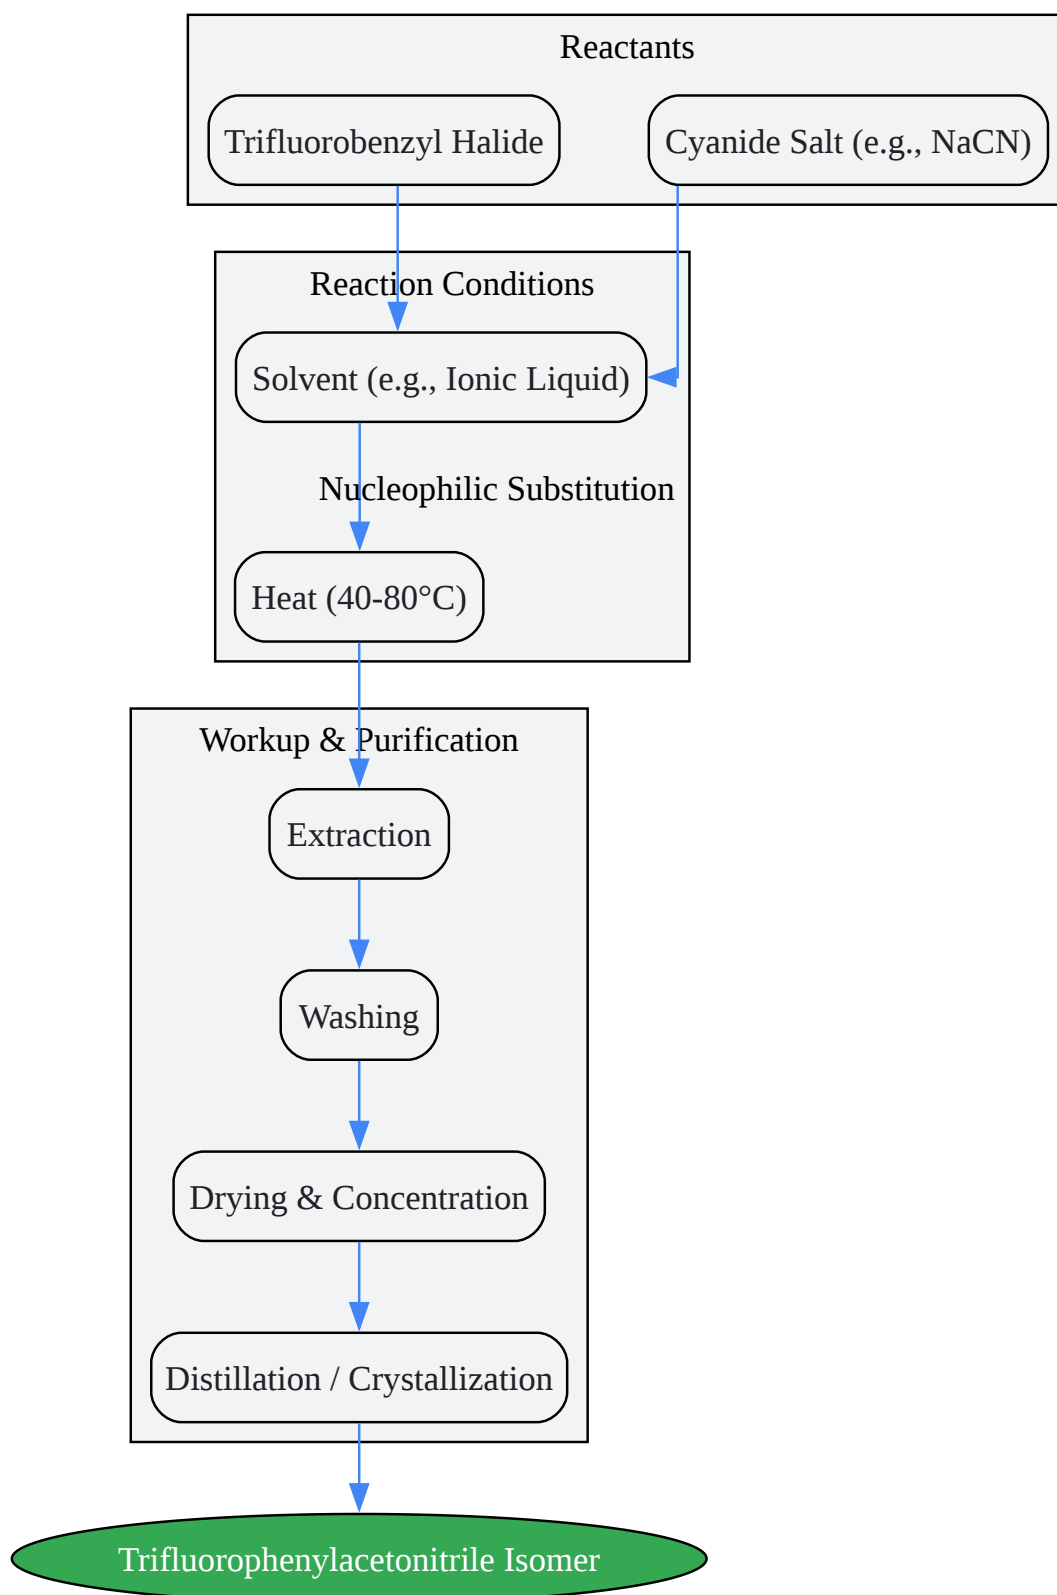 Reactants
Trifluorobenzyl Halide
Cyanide Salt (e.g., NaCN)
Reaction Conditions
Solvent (e.g., Ionic Liquid)
Nucleophilic Substitution
Heat (40-80°C)
Workup & Purification
Extraction
Washing
Drying & Concentration
Distillation / Crystallization
Trifluorophenylacetonitrile Isomer